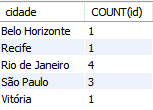 cidade COUNT(id)
Belo Horizonte 1
Recife 1
Rio de Janeiro 4
São Paulo 3
Vitória 1